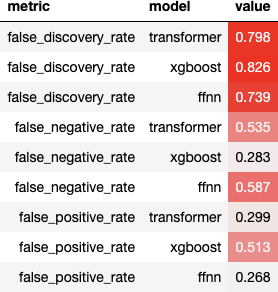 metric model value
false_discovery_rate transformer 0.798
false_discovery_rate xgboost 0.826
false_discovery_rate ffnn 0.739
false_negative_rate transformer 0.535
false_negative_rate xgboost 0.283
false_negative_rate ffnn 0.587
false_positive_rate transformer 0.299
false_positive_rate xgboost 0.513
false_positive_rate ffnn 0.268